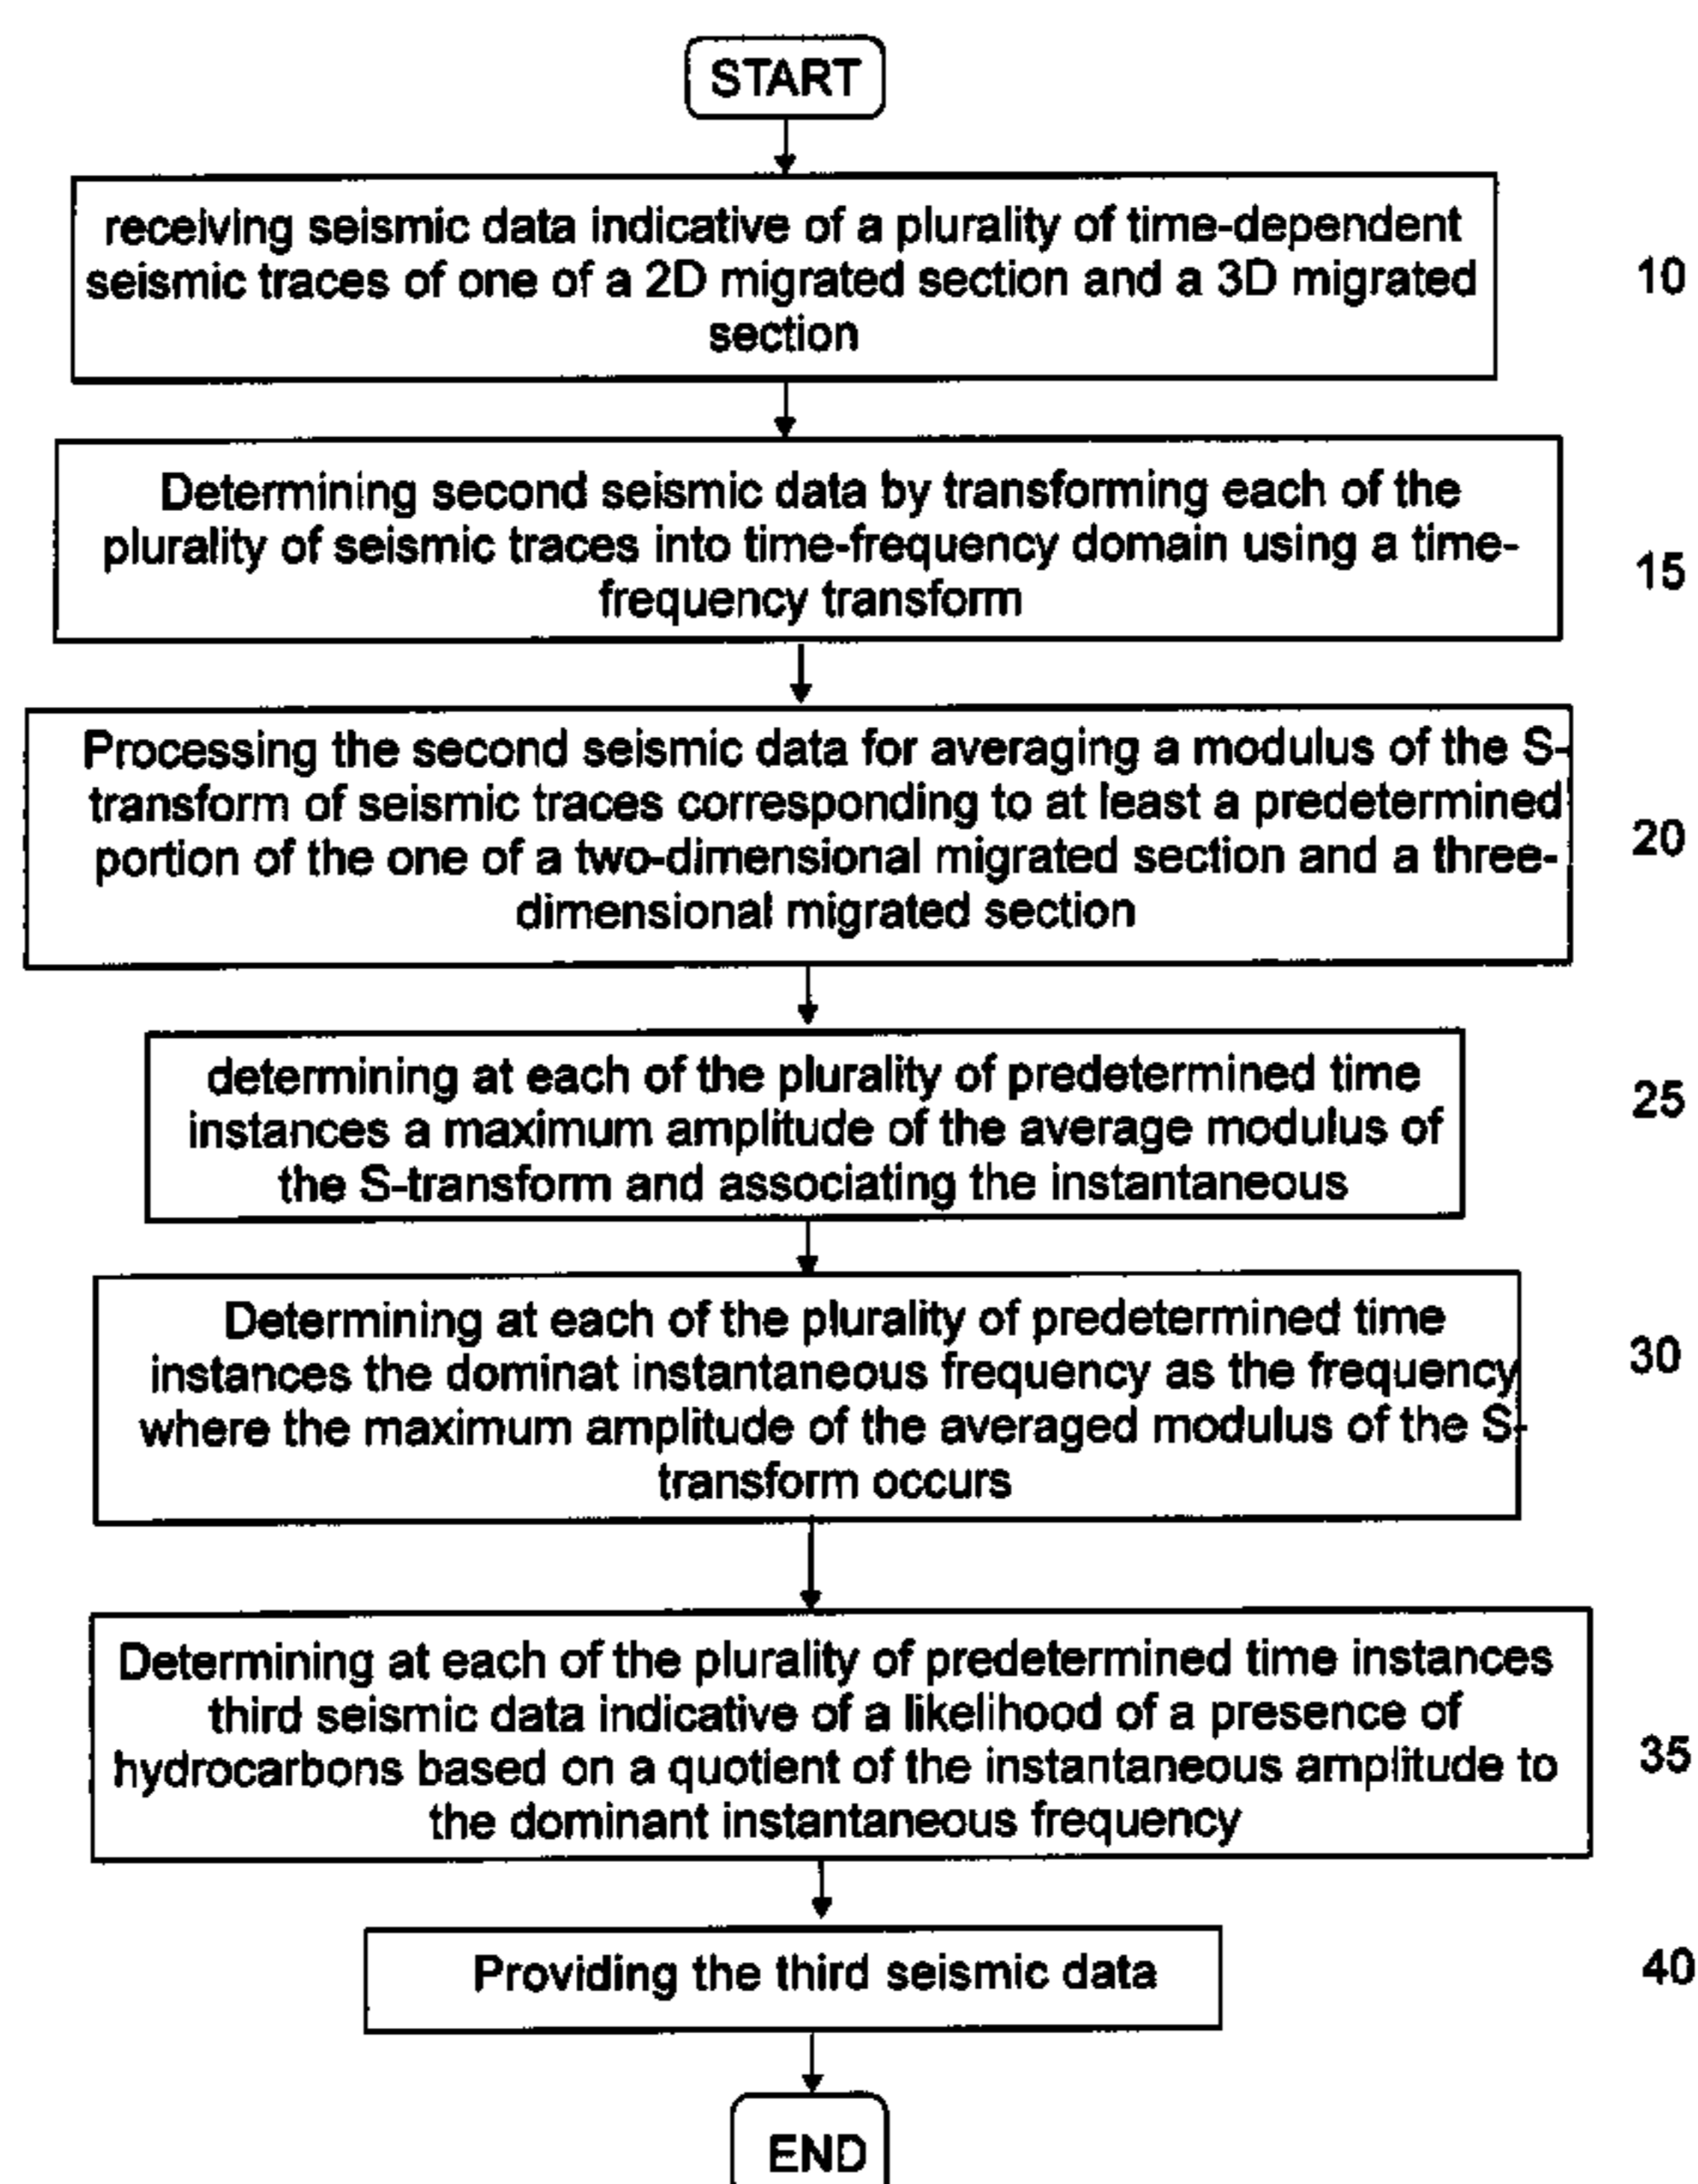 START
receiving seismic data indicative of a plurality of time-dependent
seismic traces of one of a 2D migrated section and a 3D migrated
section
10
Determining second seismic data by transforming each of the
plurality of seismic traces into time-frequency domain using a time-
frequency transform
15
Processing the second seismic data for averaging a modulus of the S-
transform of seismic traces corresponding to at least a predetermined
portion of the one of a two-dimensional migrated section and a three-
dimensional migrated section
20
determining at each of the plurality of predetermined time
instances a maximum amplitude of the average modulus of
the S-transform and associating the instantaneous
25
Determining at each of the plurality of predetermined time
instances the dominat instantaneous frequency as the frequency
where the maximum amplitude of the averaged modulus of the S-
transform occurs
30
Determining at each of the plurality of predetermined time instances
third seismic data indicative of a likelihood of a presence of
hydrocarbons based on a quotient of the instantaneous amplitude to
the dominant instantaneous frequency
35
Providing the third seismic data
40
END